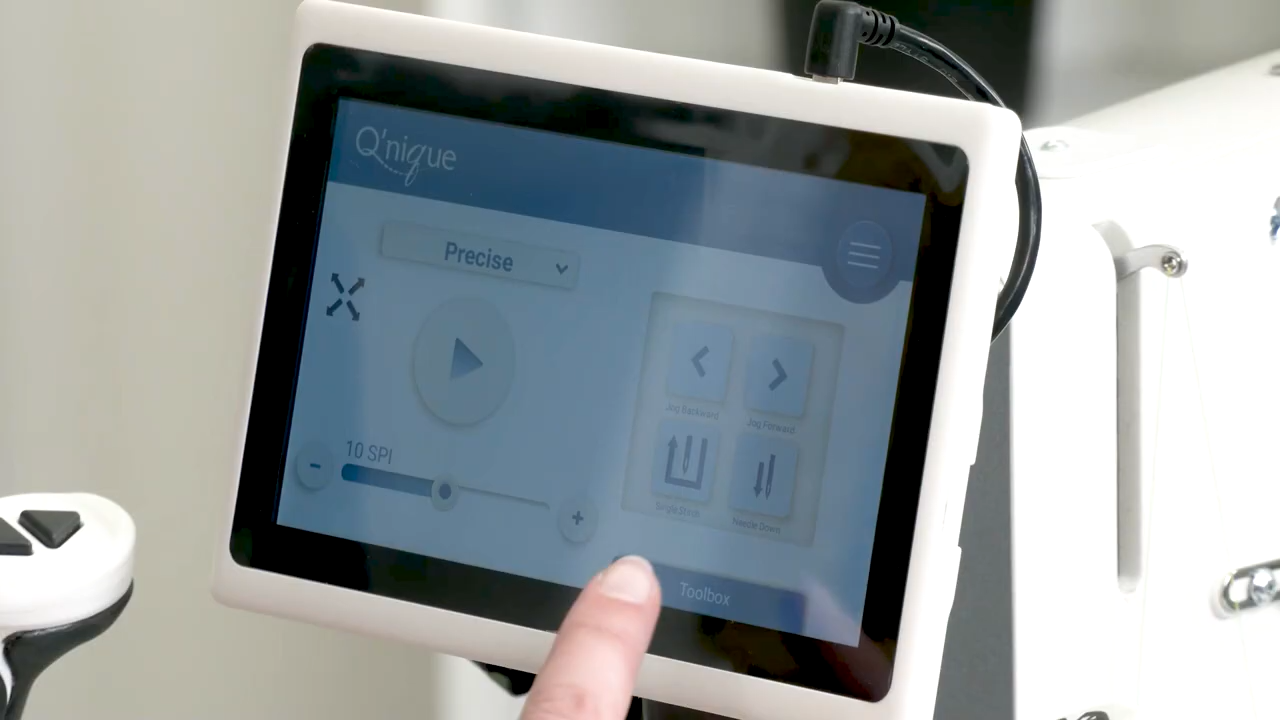 Q'nique
Precise
10 SPI
Jog Backward
Jog Forward
Single Stitch
Needle Down
Toolbox